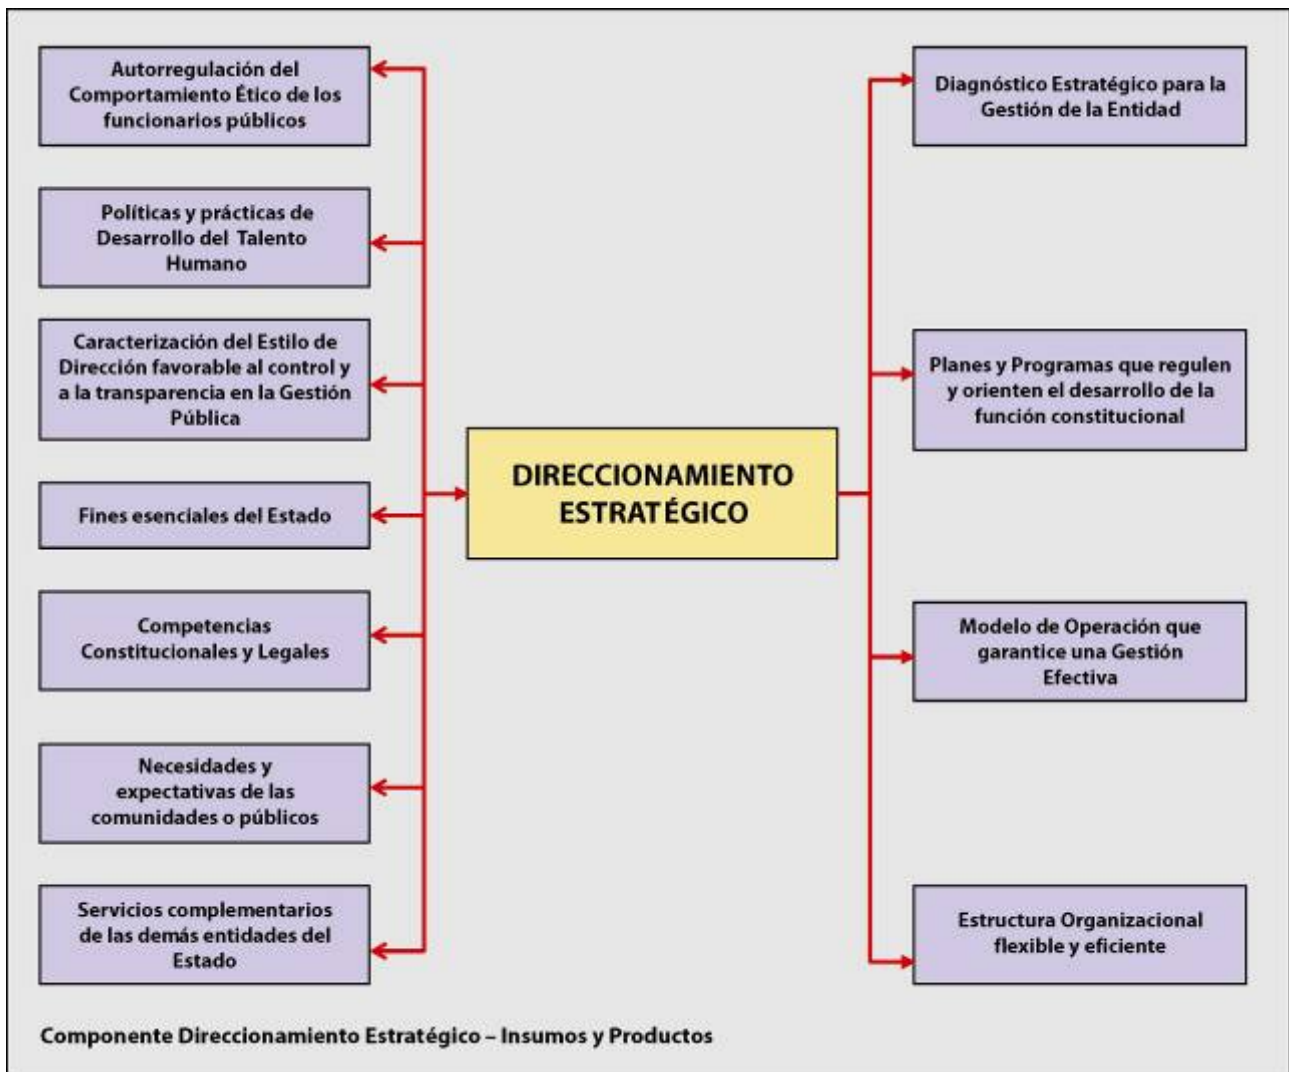 Autorregulación del
Comportamiento Ético de los
funcionarios públicos
Políticas y prácticas de
Desarrollo del Talento
Humano
Caracterización del Estilo de
Dirección favorable al control y
a la transparencia en la Gestión
Pública
Fines esenciales del Estado
Competencias
Constitucionales y Legales
Necesidades y
expectativas de las
comunidades o públicos
Servicios complementarios
de las demás entidades del
Estado
DIRECCIONAMIENTO
ESTRATÉGICO
Diagnóstico Estratégico para la
Gestión de la Entidad
Planes y Programas que regulen
y orienten el desarrollo de la
función constitucional
Modelo de Operación que
garantice una Gestión
Efectiva
Estructura Organizacional
flexible y eficiente
Componente Direccionamiento Estratégico – Insumos y Productos